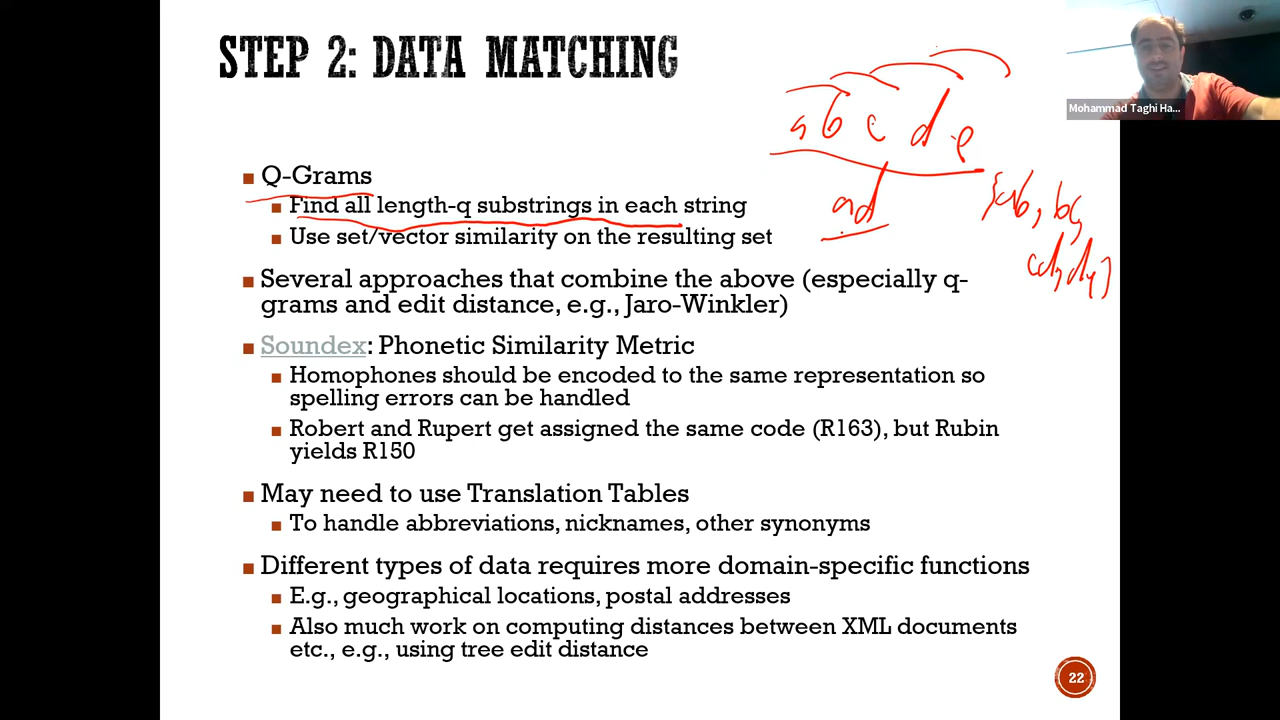 STEP 2: DATA MATCHING
Mohammad Taghi Ha...
a b c d e
ad
{ab, bc,
cd, de}
Q-Grams
Find all length-q substrings in each string
Use set/vector similarity on the resulting set
Several approaches that combine the above (especially q-
grams and edit distance, e.g., Jaro-Winkler)
Soundex: Phonetic Similarity Metric
Homophones should be encoded to the same representation so
spelling errors can be handled
Robert and Rupert get assigned the same code (R163), but Rubin
yields R150
May need to use Translation Tables
To handle abbreviations, nicknames, other synonyms
Different types of data requires more domain-specific functions
E.g., geographical locations, postal addresses
Also much work on computing distances between XML documents
etc., e.g., using tree edit distance
22